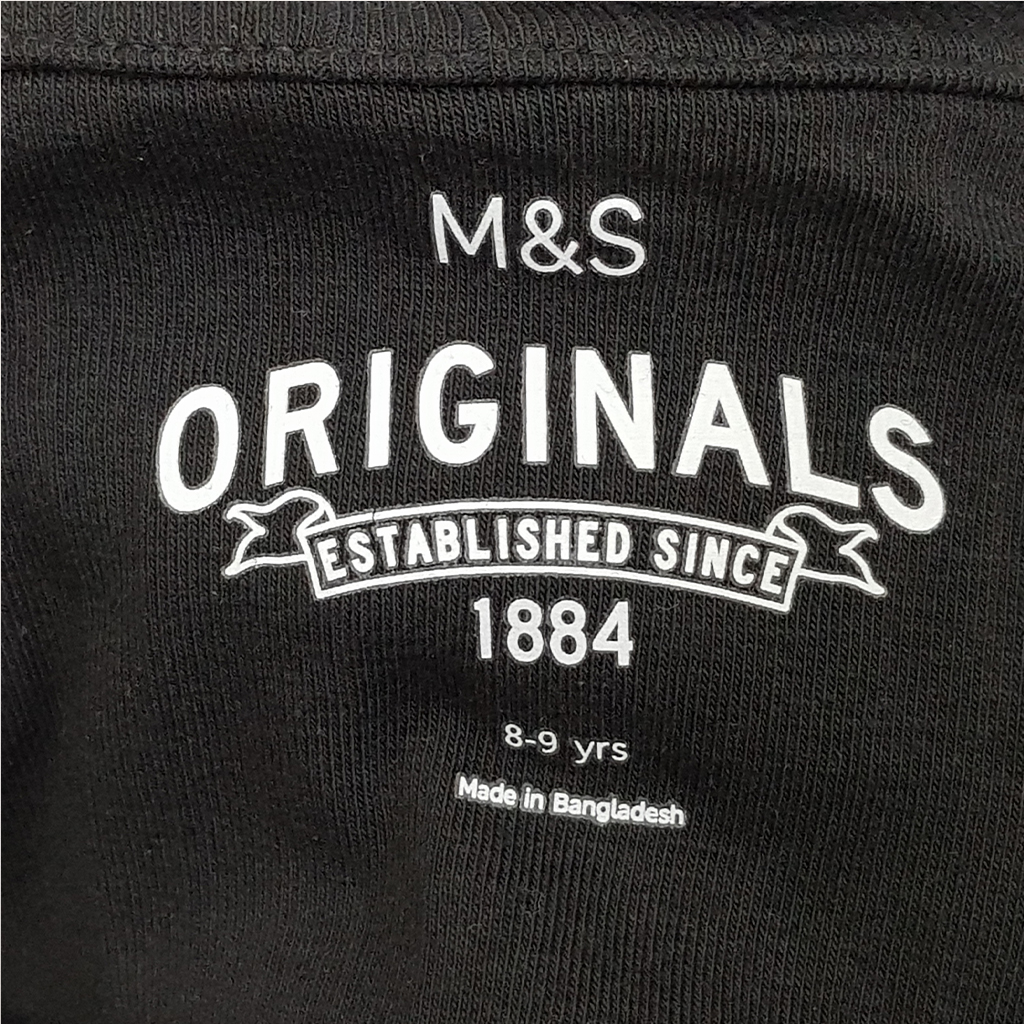 M&S
ORIGINALS
ESTABLISHED SINCE
1884
8-9 yrs
Made in Bangladesh